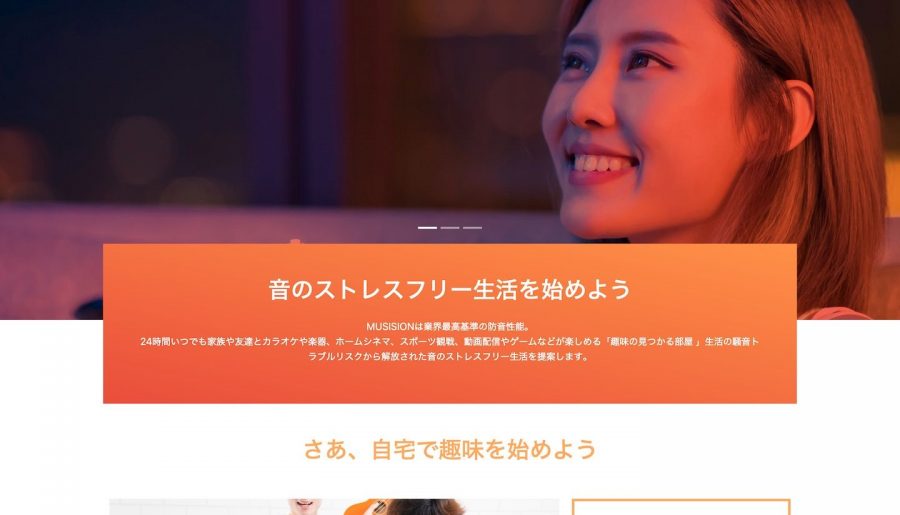 音のストレスフリー生活を始めよう
MUSISIONは業界最高基準の防音性能。
24時間いつでも家族や友達とカラオケや楽器、ホームシネマ、スポーツ観戦、動画配信やゲームなどが楽しめる「趣味の見つかる部屋 」生活の騒音ト
ラブルリスクから解放された音のストレスフリー生活を提案します。
さあ、自宅で趣味を始めよう